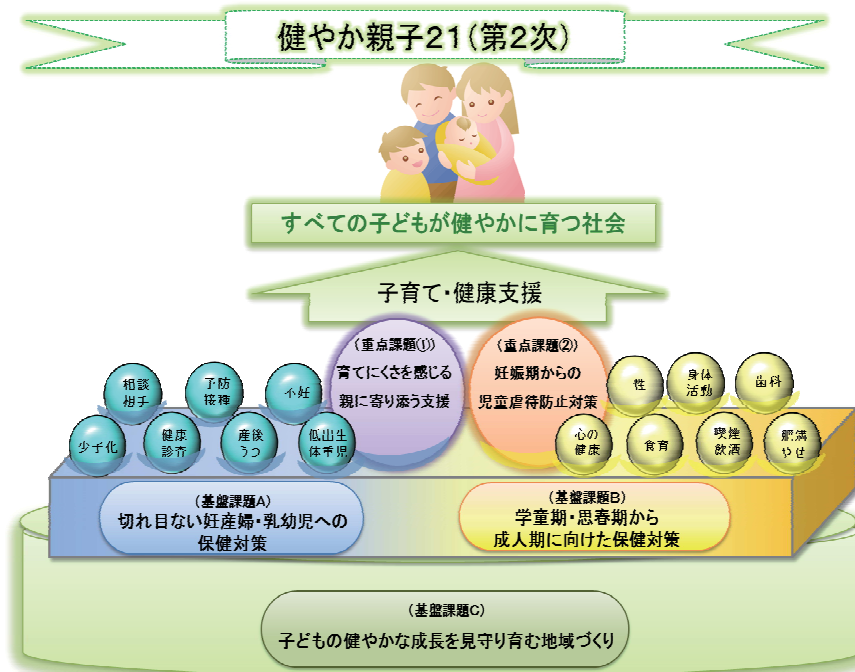 健やか親子21(第2次)
すべての子どもが健やかに育つ社会
子育て・健康支援
(重点課題①)
育てにくさを感じる
親に寄り添う支援
(重点課題②)
妊娠期からの
児童虐待防止対策
相談
相手
予防
接種
不妊
少子化
健康
診査
産後
うつ
低出生
体重児
性
身体
活動
歯科
心の
健康
食育
喫煙
飲酒
肥満
やせ
(基盤課題A)
切れ目ない妊産婦・乳幼児への
保健対策
(基盤課題B)
学童期・思春期から
成人期に向けた保健対策
(基盤課題C)
子どもの健やかな成長を見守り育む地域づくり